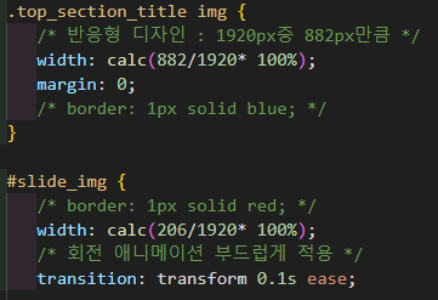 .top_section_title img {
/* 반응형 디자인 : 1920px중 882px만큼 */
width: calc(882/1920* 100%);
margin: 0;
/* border: 1px solid blue; */
}
#slide_img {
/* border: 1px solid red; */
width: calc(206/1920* 100%);
/* 회전 애니메이션 부드럽게 적용 */
transition: transform 0.1s ease;